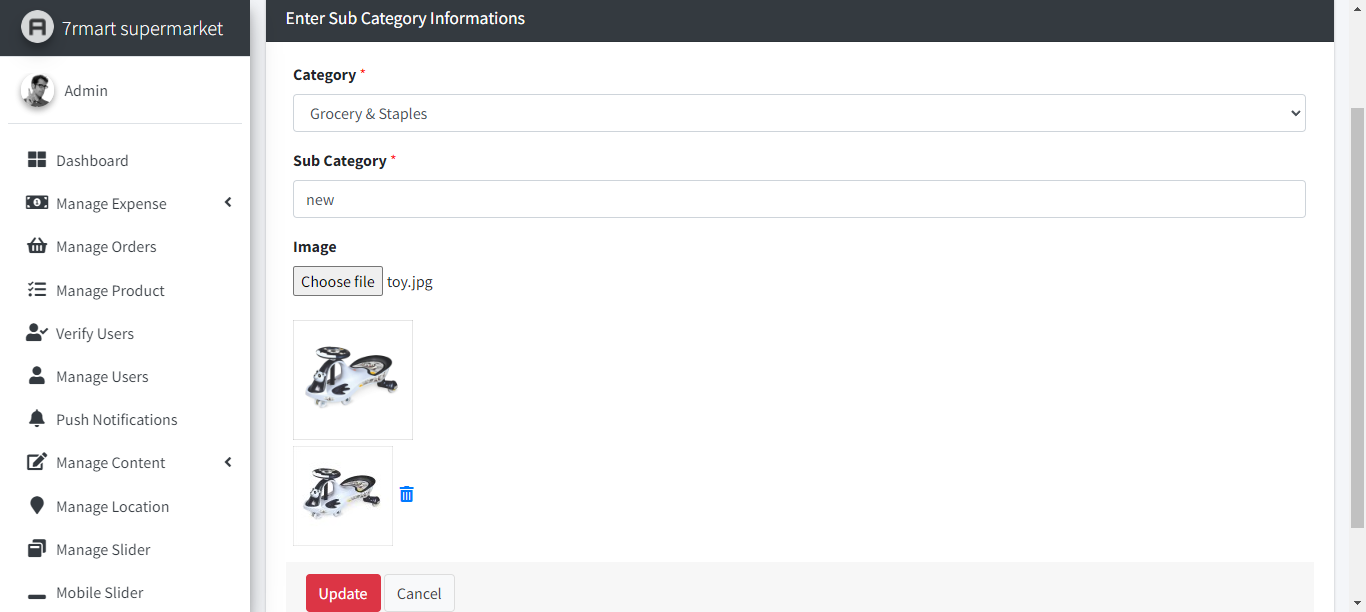 7rmart supermarket
Admin
Dashboard
Manage Expense
Manage Orders
Manage Product
Verify Users
Manage Users
Push Notifications
Manage Content
Manage Location
Manage Slider
Mobile Slider
Enter Sub Category Informations
Category *
Grocery & Staples
Sub Category *
new
Image
Choose file toy.jpg
Update Cancel